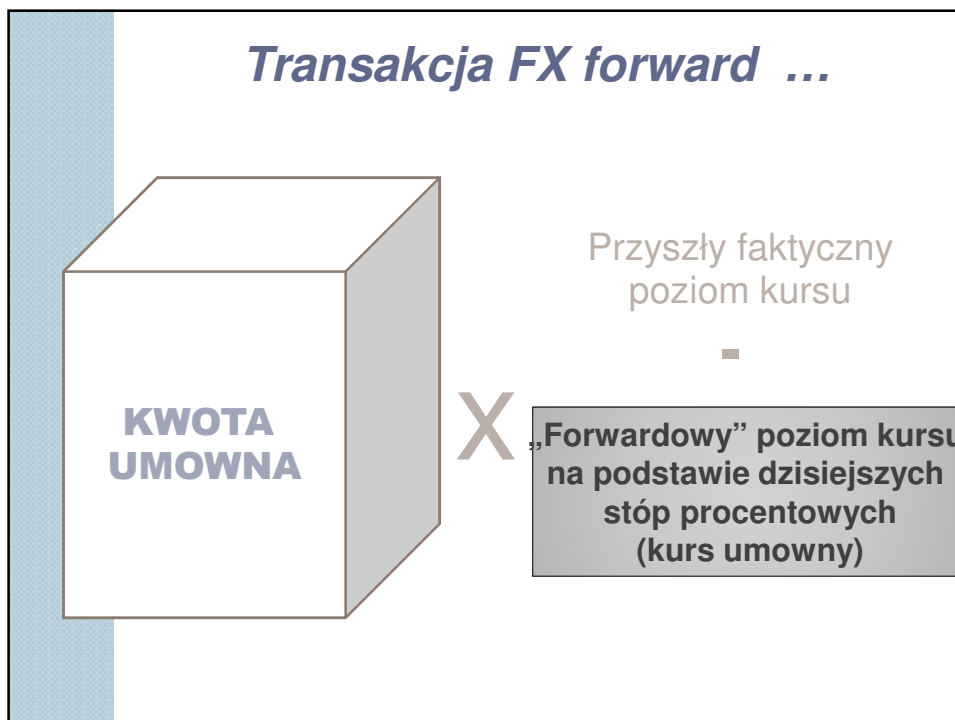 Transakcja FX forward …
Przyszły faktyczny
poziom kursu
-
KWOTA
UMOWNA
X
„Forwardowy” poziom kursu
na podstawie dzisiejszych
stóp procentowych
(kurs umowny)